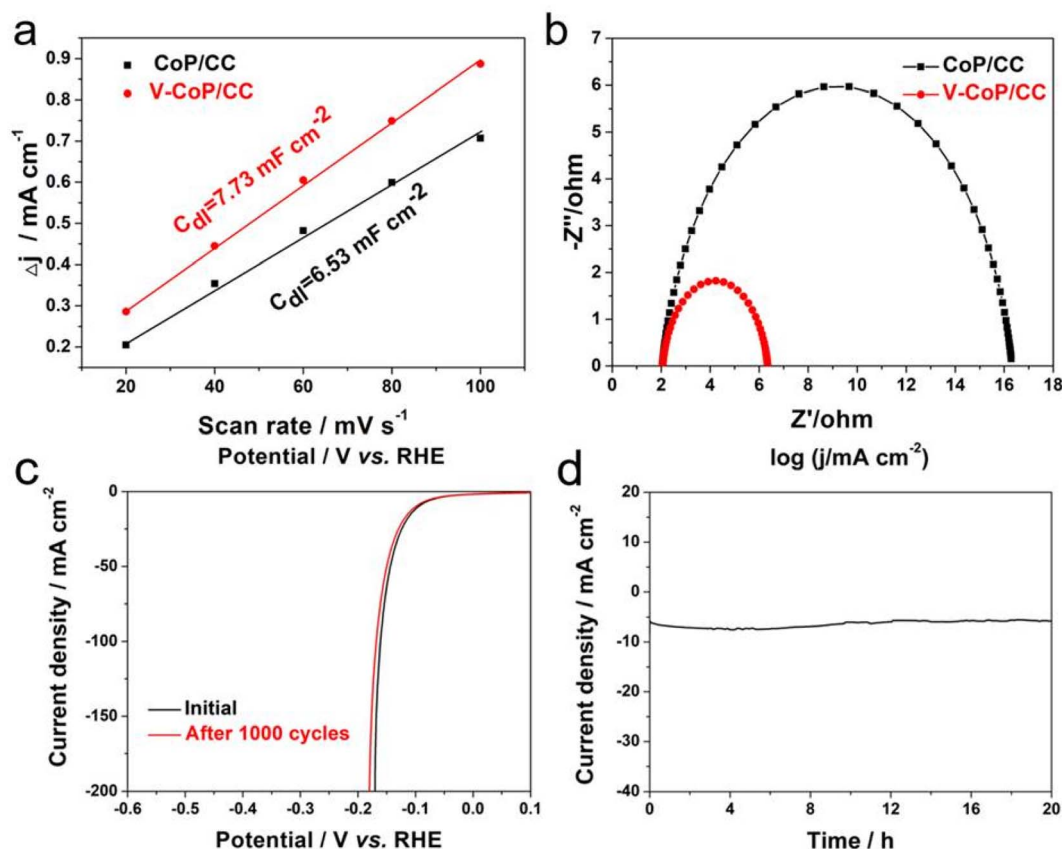 a
CoP/CC
V-CoP/CC
Cdl=7.73 mF cm-2
Cdl=6.53 mF cm-2
0.9
0.8
0.7
0.6
0.5
0.4
0.3
0.2
Δj / mA cm-1
20 40 60 80 100
Scan rate / mV s-1
Potential / V vs. RHE
b
CoP/CC
V-CoP/CC
7
6
5
4
3
2
1
0
-Z''/ohm
0 2 4 6 8 10 12 14 16 18
Z'/ohm
log (j/mA cm-2)
c
0
-50
-100
-150
-200
Current density / mA cm-2
Initial
After 1000 cycles
-0.6 -0.5 -0.4 -0.3 -0.2 -0.1 0.0 0.1
Potential / V vs. RHE
d
20
10
0
-10
-20
-30
-40
Current density / mA cm-2
0 4 8 12 16 20
Time / h